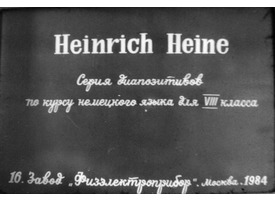 Heinrich Heine
Серия диапозитивов
по курсу немецкого языка для VIII класса
16. Завод „Физэлектроприбор". Москва. 1984